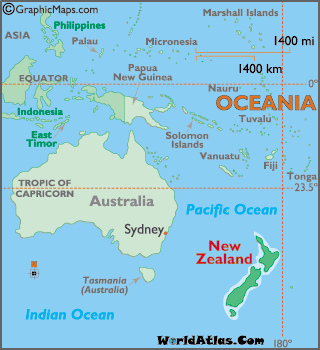 ©GraphicMaps.com
Marshall Islands
Philippines
ASIA
Palau
Micronesia
1400 mi
EQUATOR
Papua
New Guinea
1400 km
0°
Nauru
OCEANIA
Indonesia
Tuvalu
East
Timor
Solomon
Islands
Vanuatu
Fiji
Tonga
TROPIC OF
CAPRICORN
23.5°
Australia
Pacific Ocean
Sydney
New
Zealand
Tasmania
(Australia)
Indian Ocean
WorldAtlas.Com
180°